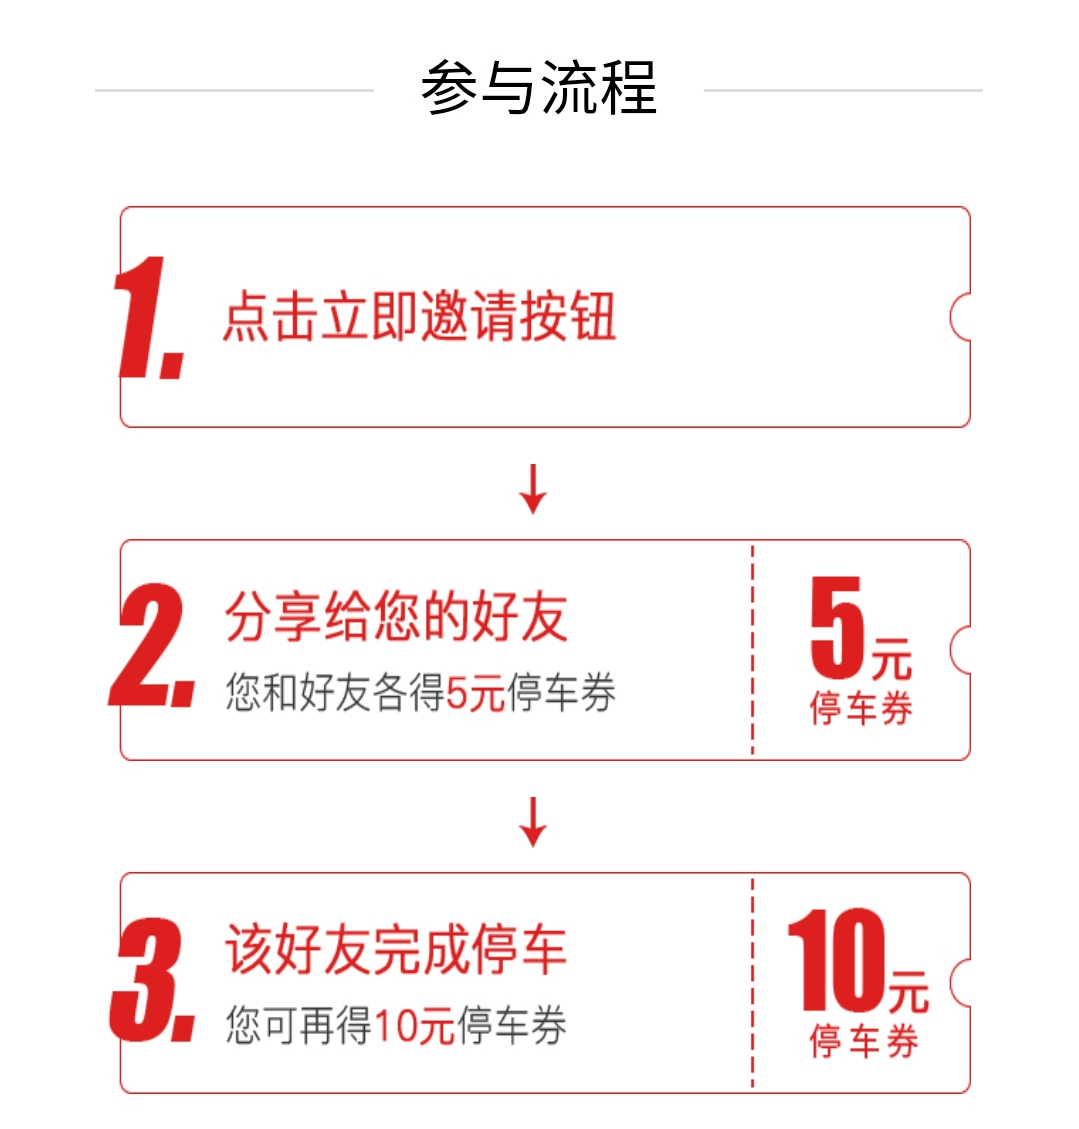 参与流程
1.
点击立即邀请按钮
2.
分享给您的好友
您和好友各得5元停车券
5元
停车券
3.
该好友完成停车
您可再得10元停车券
10元
停车券